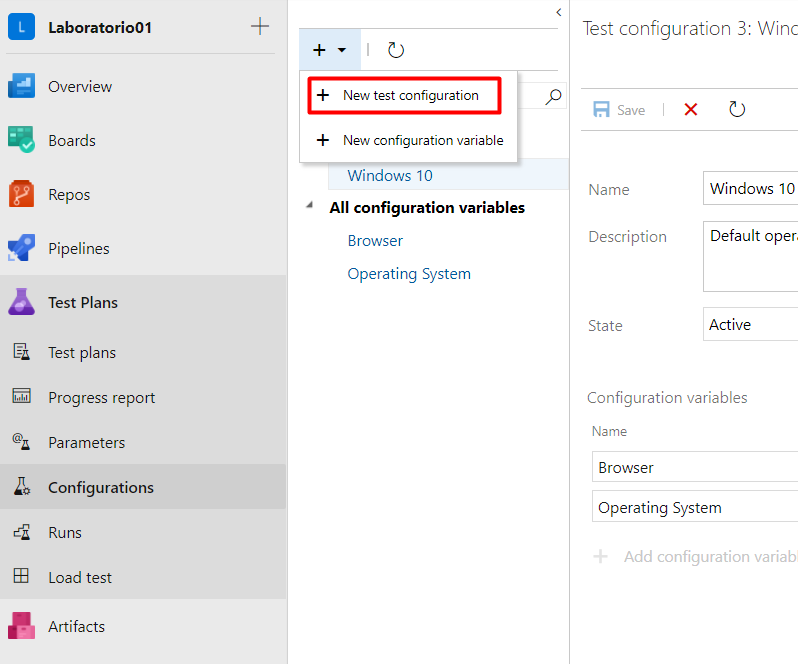 L Laboratorio01
Overview
Boards
Repos
Pipelines
Test Plans
Test plans
Progress report
Parameters
Configurations
Runs
Load test
Artifacts
New test configuration
New configuration variable
Windows 10
All configuration variables
Browser
Operating System
Test configuration 3: Wind
Save
Name
Windows 10
Description
Default opera
State
Active
Configuration variables
Name
Browser
Operating System
Add configuration variabl